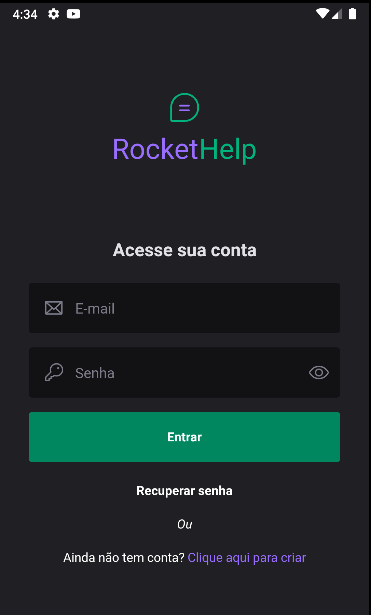 4:34
RocketHelp
Acesse sua conta
E-mail
Senha
Entrar
Recuperar senha
Ou
Ainda não tem conta? Clique aqui para criar